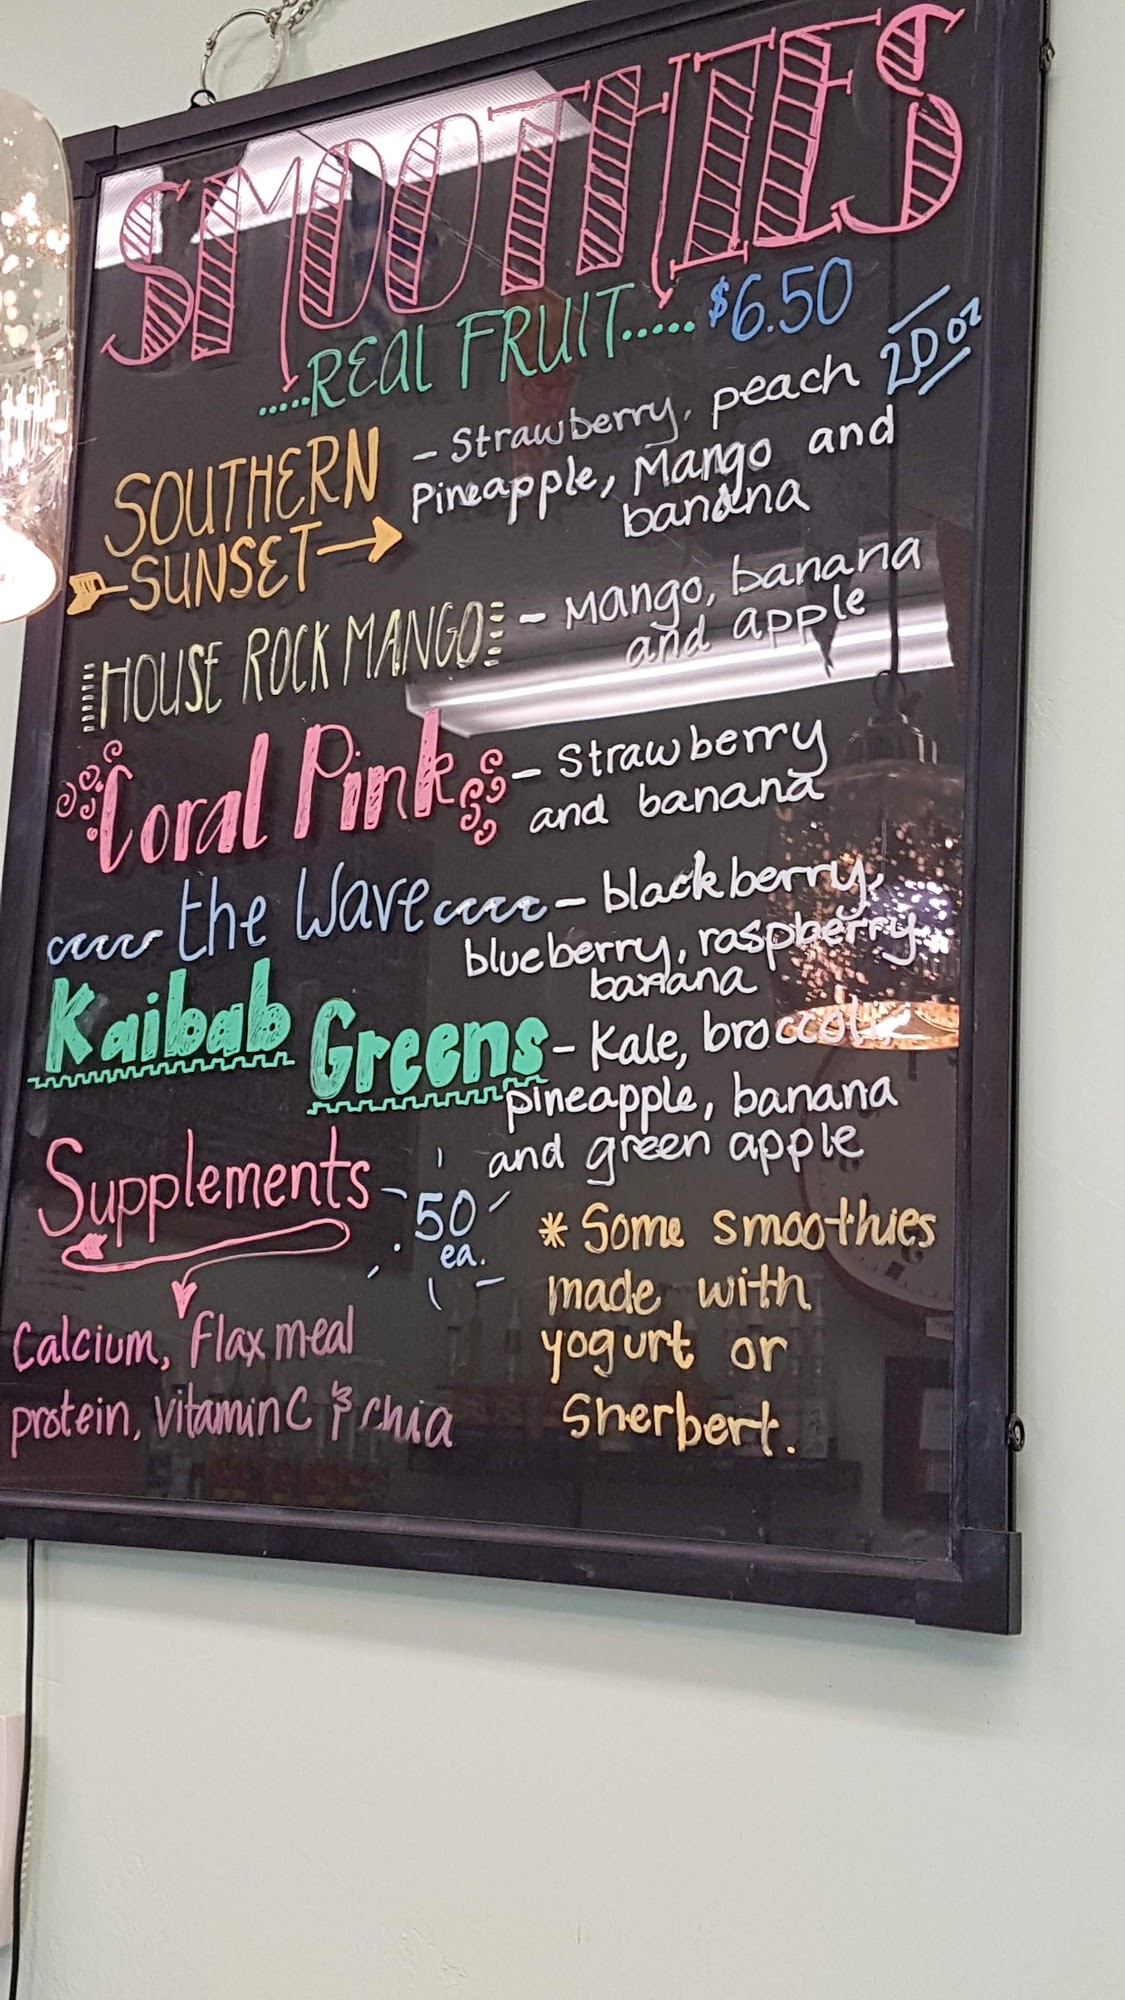 SMOOTHIES
.....REAL FRUIT..... $6.50
20 oz
SOUTHERN
SUNSET
- Strawberry, peach
Pineapple, Mango and
banana
HOUSE ROCK MANGO
- Mango, banana
and apple
Coral Pink
- Strawberry
and banana
the Wave
- blackberry,
blueberry, raspberry,
banana
Kaibab Greens
- Kale, broccoli,
pineapple, banana
and green apple
Supplements
.50
ea.
Calcium, Flax meal
protein, vitamin C & chia
* Some smoothies
made with
yogurt or
Sherbert.